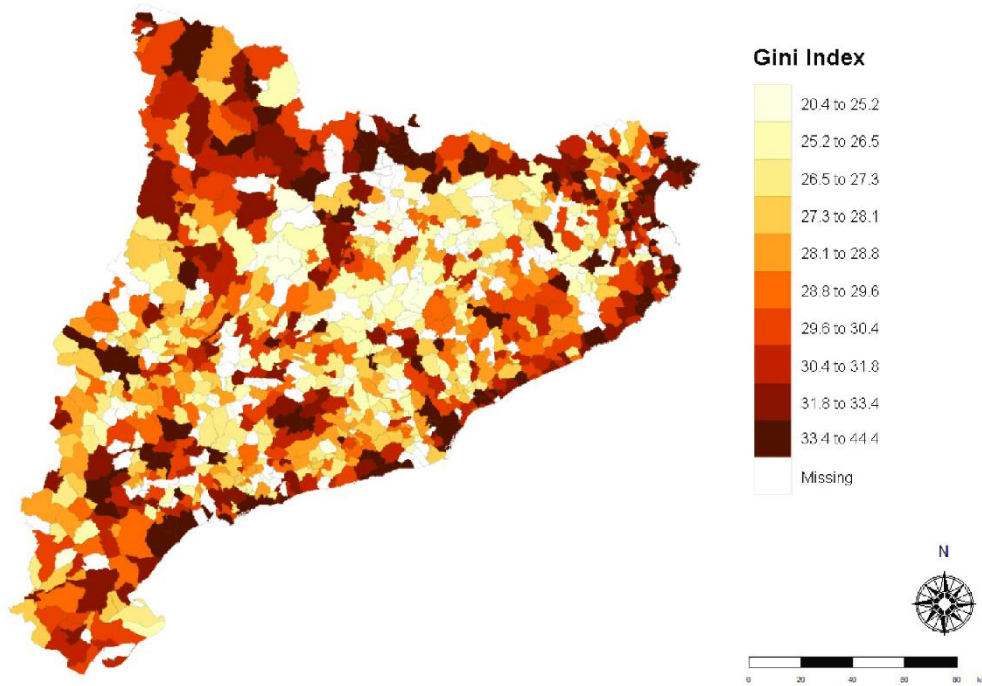 Gini Index
20.4 to 25.2
25.2 to 26.5
26.5 to 27.3
27.3 to 28.1
28.1 to 28.8
28.8 to 29.6
29.6 to 30.4
30.4 to 31.8
31.8 to 33.4
33.4 to 44.4
Missing
N
0 20 40 60 80